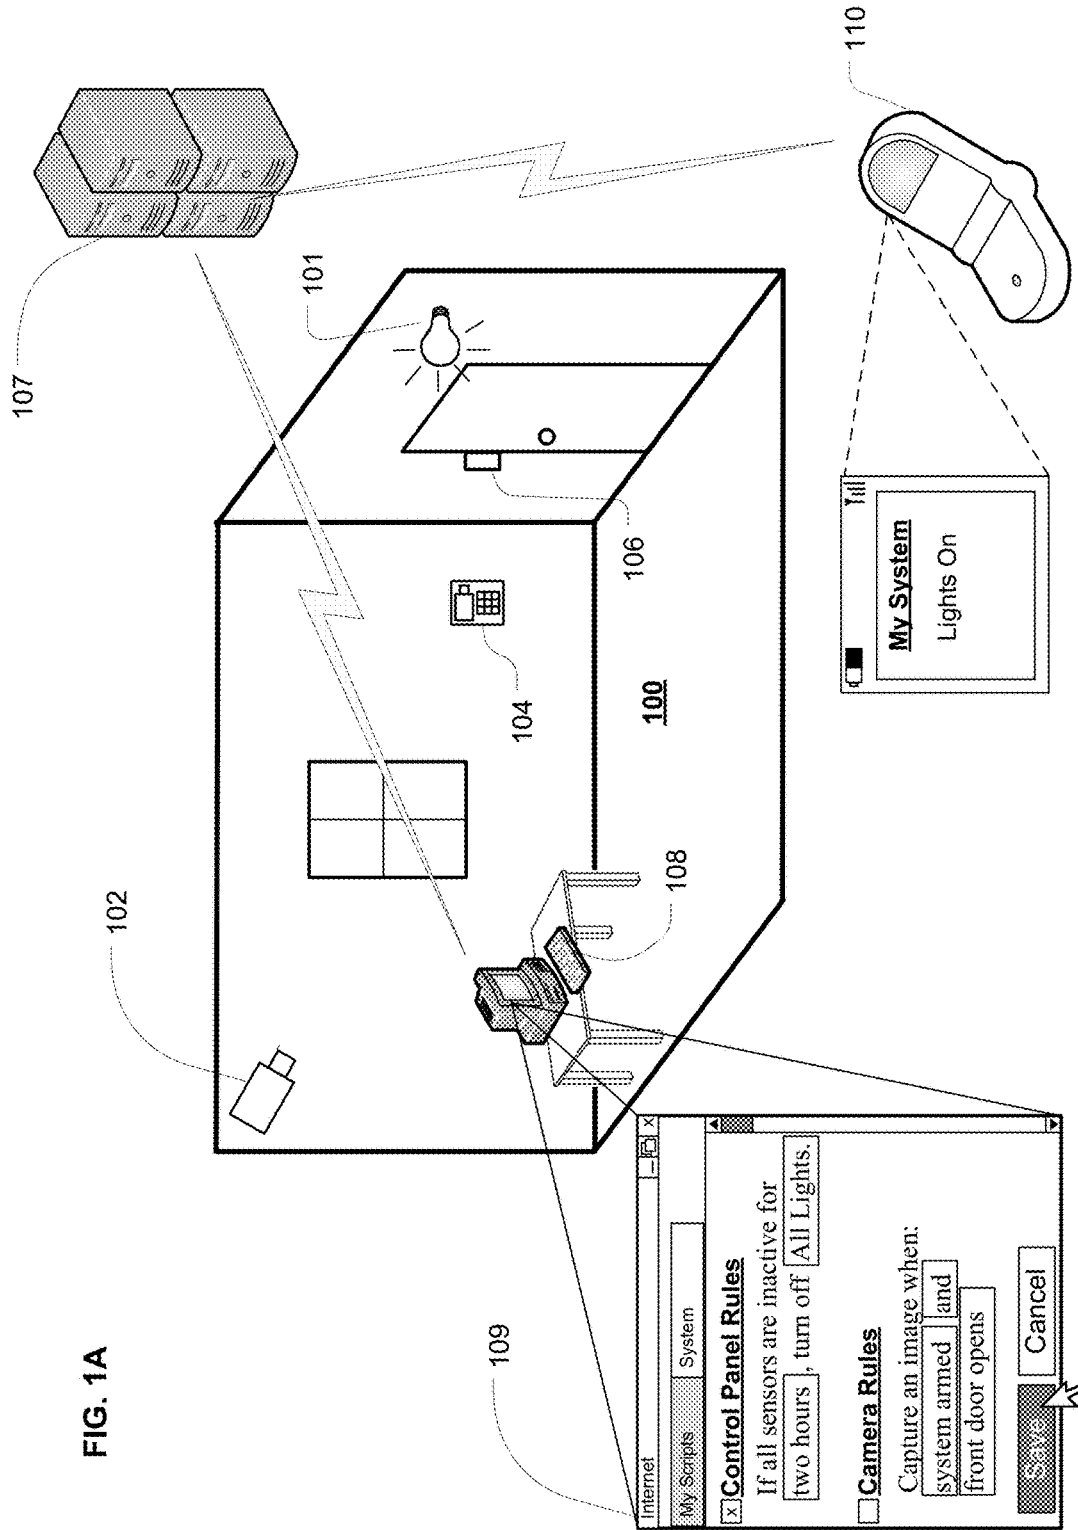 FIG. 1A
107
101
110
102
104
106
100
108
109
Internet
My Scripts
System
x
Control Panel Rules
If all sensors are inactive for
two hours , turn off All Lights.
Camera Rules
Capture an image when:
system armed and
front door opens
Save
Cancel
My System
Lights On